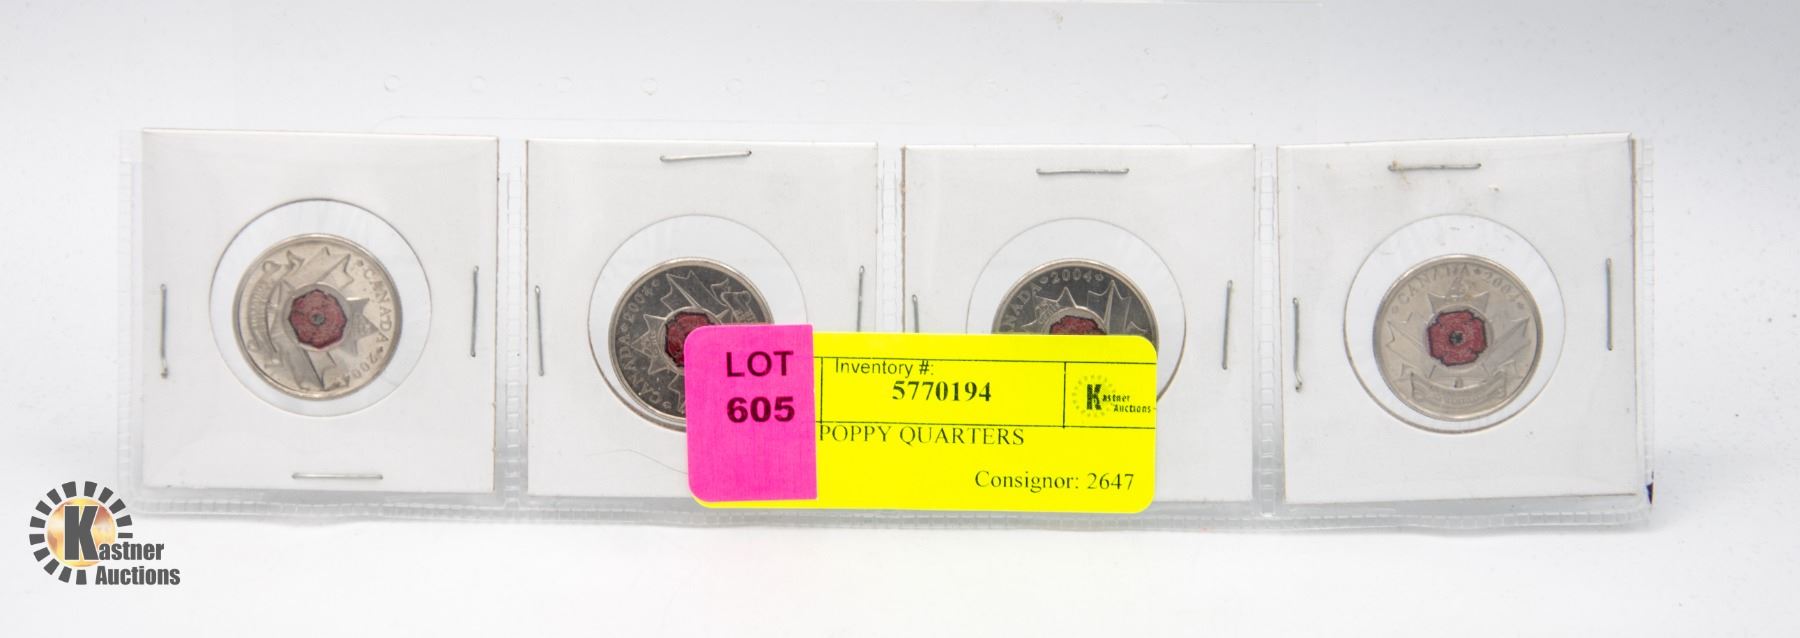 CANADA 2004
CANADA 2004
CANADA 2004
CANADA 2004
LOT
605
Inventory #:
5770194
Kastner
Auctions
POPPY QUARTERS
Consignor: 2647
Kastner
Auctions